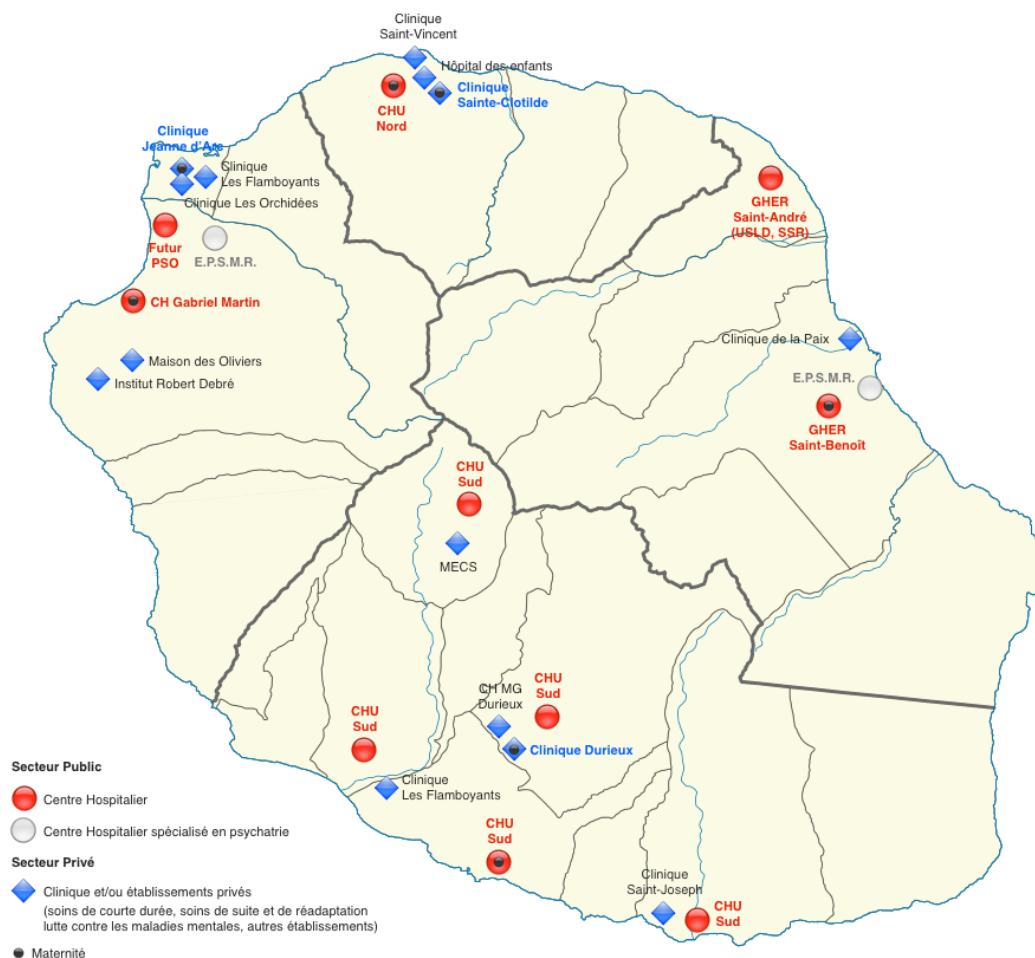 Clinique
Saint-Vincent
Hôpital des enfants
Clinique
Sainte-Clotilde
CHU
Nord
Clinique
Jeanne d'Arc
Clinique
Les Flamboyants
Clinique Les Orchidées
GHER
Saint-André
(USLD, SSR)
Futur
PSO
E.P.S.M.R.
CH Gabriel Martin
Clinique de la Paix
Maison des Oliviers
Institut Robert Debré
E.P.S.M.R.
GHER
Saint-Benoît
CHU
Sud
MECS
CHU
Sud
CH MG
Durieux
CHU
Sud
Clinique Durieux
Clinique
Les Flamboyants
CHU
Sud
Clinique
Saint-Joseph
CHU
Sud
Secteur Public
Centre Hospitalier
Centre Hospitalier spécialisé en psychatrie
Secteur Privé
Clinique et/ou établissements privés
(soins de courte durée, soins de suite et de réadaptation
lutte contre les maladies mentales, autres établissements)
Maternité